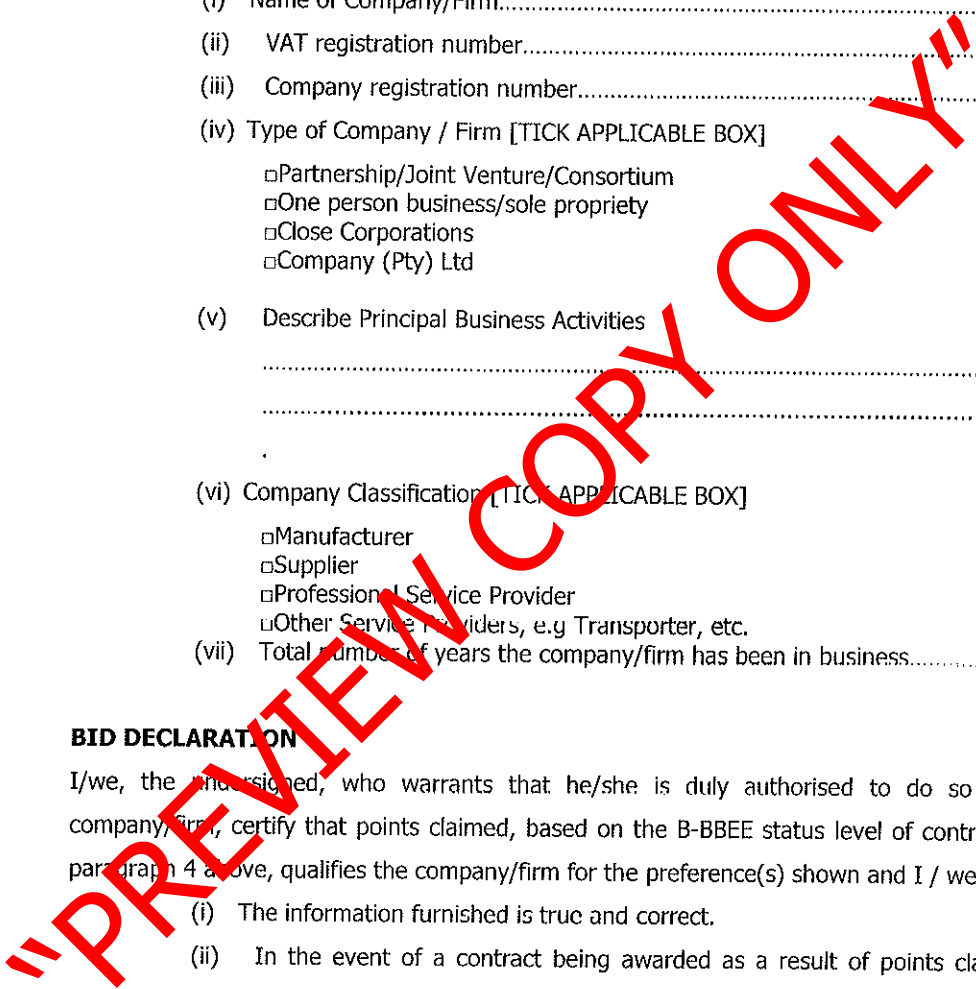 (i) Name of Company/Firm......................................................................
(ii) VAT registration number......................................................................
(iii) Company registration number......................................................................
(iv) Type of Company / Firm [TICK APPLICABLE BOX]
□Partnership/Joint Venture/Consortium
□One person business/sole propriety
□Close Corporations
□Company (Pty) Ltd
(v) Describe Principal Business Activities
......................................................................
......................................................................
.
(vi) Company Classification [TICK APPLICABLE BOX]
□Manufacturer
□Supplier
□Professional Service Provider
□Other Service Providers, e.g Transporter, etc.
(vii) Total number of years the company/firm has been in business............
BID DECLARATION
I/we, the undersigned, who warrants that he/she is duly authorised to do so
company/firm, certify that points claimed, based on the B-BBEE status level of contr
paragraph 4 above, qualifies the company/firm for the preference(s) shown and I / we
(i) The information furnished is true and correct.
(ii) In the event of a contract being awarded as a result of points cla
"PREVIEW COPY ONLY"